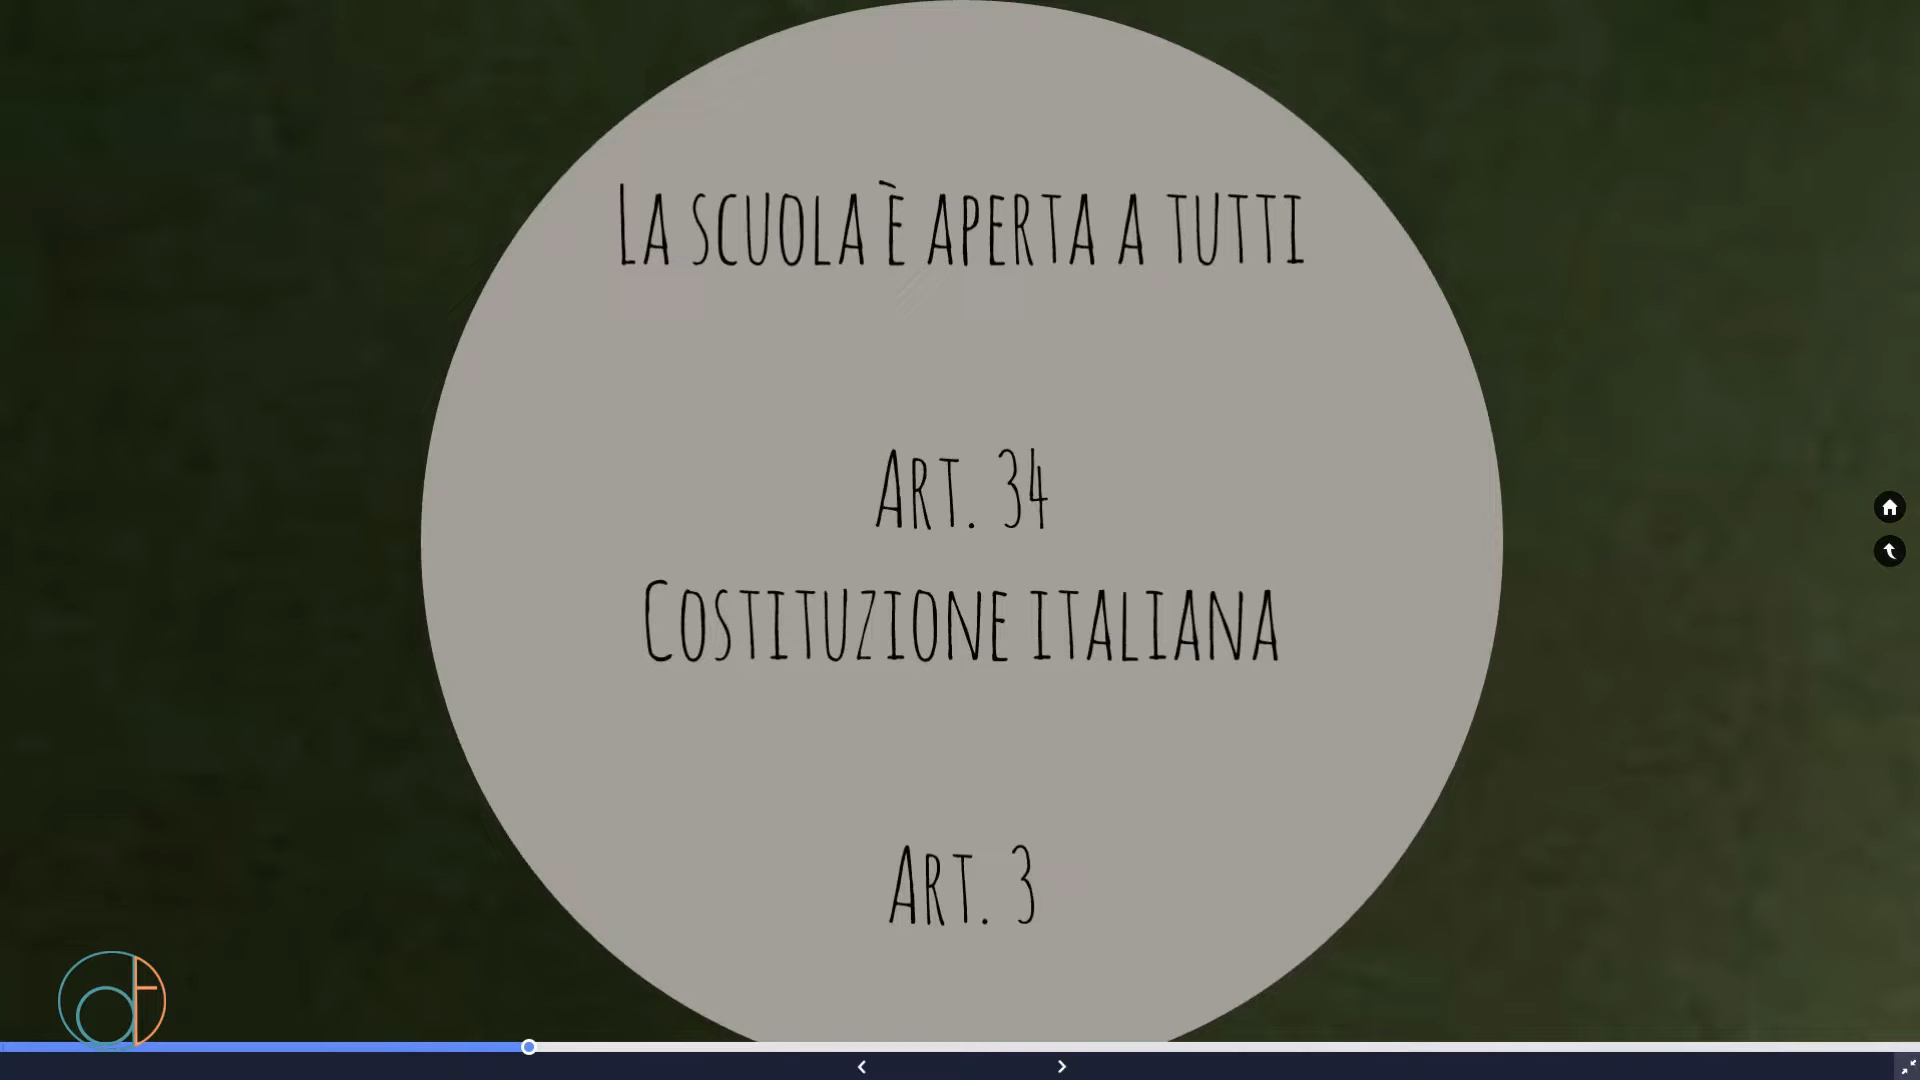 La scuola è aperta a tutti
Art. 34
Costituzione italiana
Art. 3